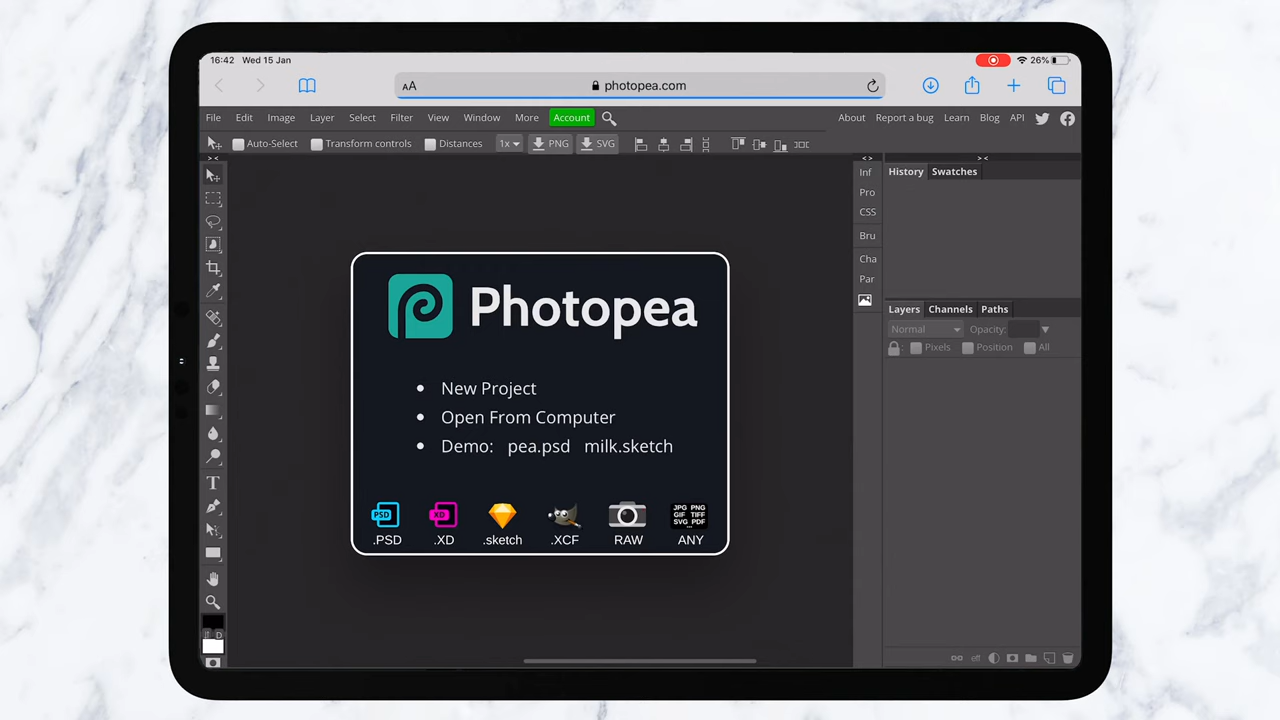 16:42 Wed 15 Jan 26%
AA photopea.com
File Edit Image Layer Select Filter View Window More Account About Report a bug Learn Blog API
Auto-Select Transform controls Distances 1x PNG SVG
Inf
Pro
CSS
Bru
Cha
Par
History Swatches
Layers Channels Paths
Normal Opacity:
Pixels Position All
Photopea
New Project
Open From Computer
Demo: pea.psd milk.sketch
PSD XD
JPG PNG
GIF TIFF
SVG PDF
.PSD .XD .sketch .XCF RAW ANY
T
D
eff